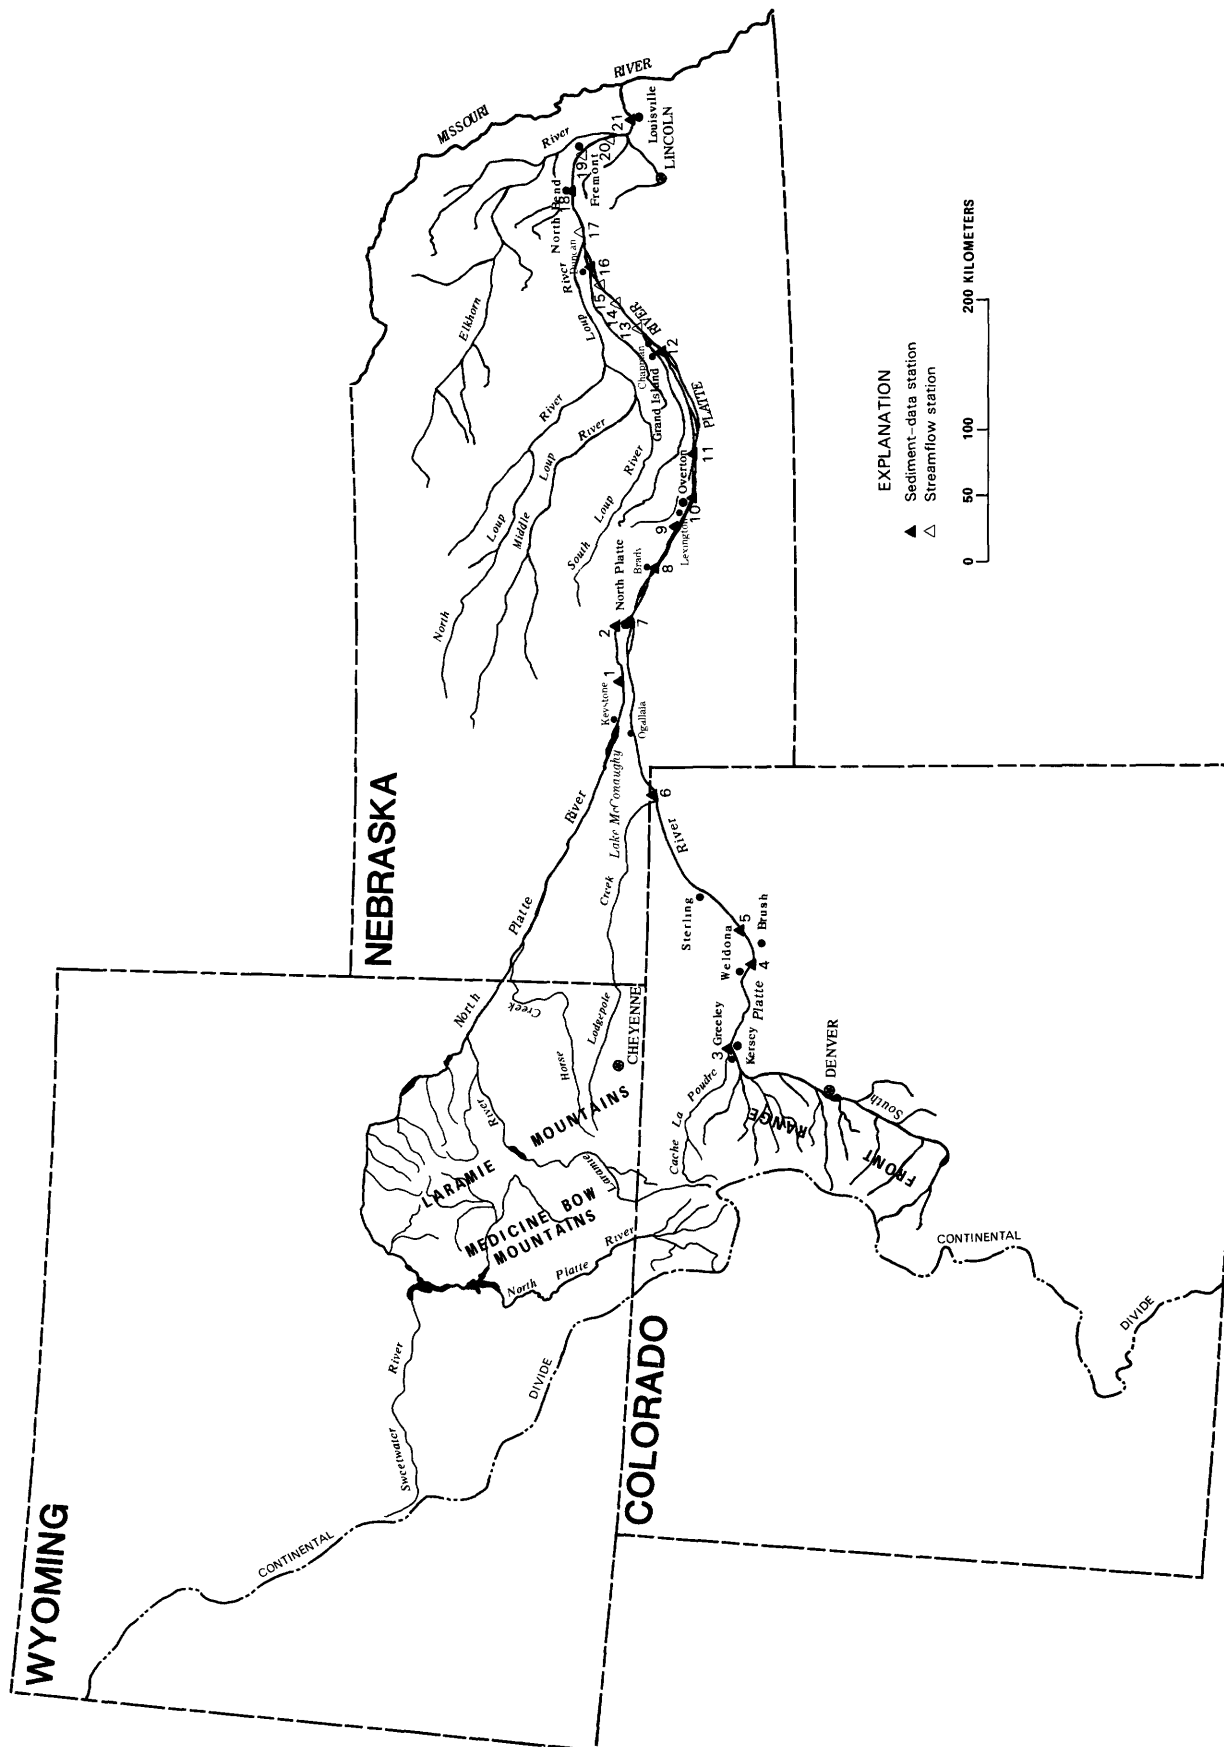 WYOMING
NEBRASKA
COLORADO
CONTINENTAL
DIVIDE
CONTINENTAL
DIVIDE
Sweetwater River
North Platte River
MEDICINE BOW
MOUNTAINS
LARAMIE MOUNTAINS
Laramie River
North Platte River
Horse Creek
Lodgepole Creek
CHEYENNE
Cache La Poudre
FRONT RANGE
South Platte River
DENVER
3
Greeley
Kersey
Weldona
4
5
Brush
Sterling
6
Lake McConaughy
Keystone
Ogallala
1
2
North Platte
7
Brady
8
9
Lexington
Overton
10
11
PLATTE RIVER
Grand Island
12
Chapman
13
14
15
16
Duncan
17
North Bend
18
Fremont
19
20
21
Louisville
LINCOLN
North Loup River
Middle Loup River
South Loup River
Loup River
Elkhorn River
MISSOURI RIVER
EXPLANATION
▲ Sediment-data station
△ Streamflow station
0 50 100 200 KILOMETERS